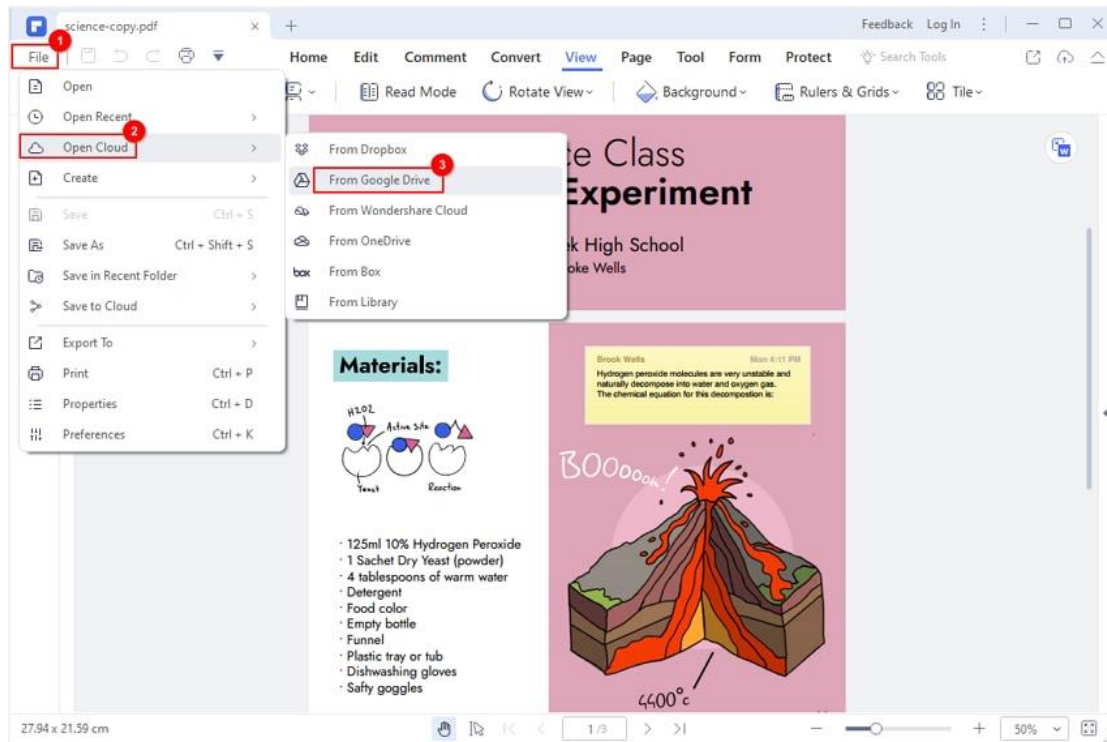 science-copy.pdf
Feedback Log In
1
File
Home Edit Comment Convert View Page Tool Form Protect Search Tools
Read Mode Rotate View Background Rulers & Grids Tile
Open
Open Recent
2
Open Cloud
Create
Save Ctrl + S
Save As Ctrl + Shift + S
Save in Recent Folder
Save to Cloud
Export To
Print Ctrl + P
Properties Ctrl + D
Preferences Ctrl + K
From Dropbox
3
From Google Drive
From Wondershare Cloud
From OneDrive
box From Box
From Library
Class
Experiment
High School
Wells
Materials:
H2O2
Active Site
Yeast Reaction
· 125ml 10% Hydrogen Peroxide
· 1 Sachet Dry Yeast (powder)
· 4 tablespoons of warm water
· Detergent
· Food color
· Empty bottle
· Funnel
· Plastic tray or tub
· Dishwashing gloves
· Safty goggles
Brook Wells Mon 4:11 PM
Hydrogen peroxide molecules are very unstable and
naturally decompose into water and oxygen gas.
The chemical equation for this decompostion is:
BOOoooom!
4400°c
27.94 x 21.59 cm
1 /3
50%